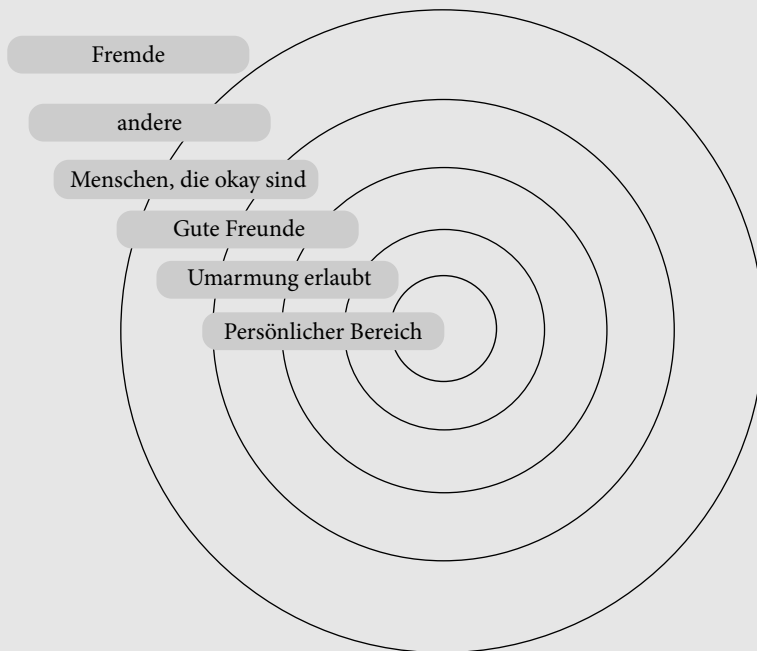 Fremde
andere
Menschen, die okay sind
Gute Freunde
Umarmung erlaubt
Persönlicher Bereich